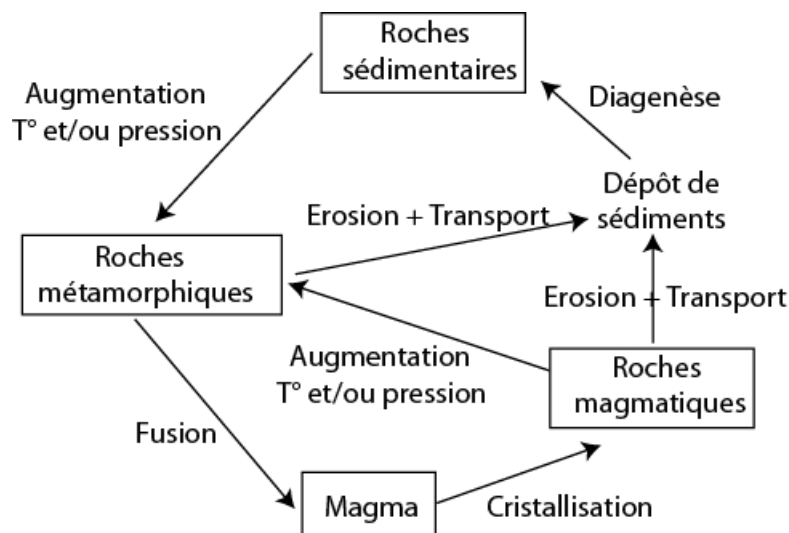 Roches
sédimentaires
Augmentation
T° et/ou pression
Diagenèse
Dépôt de
sédiments
Erosion + Transport
Roches
métamorphiques
Erosion + Transport
Augmentation
T° et/ou pression
Roches
magmatiques
Fusion
Magma
Cristallisation